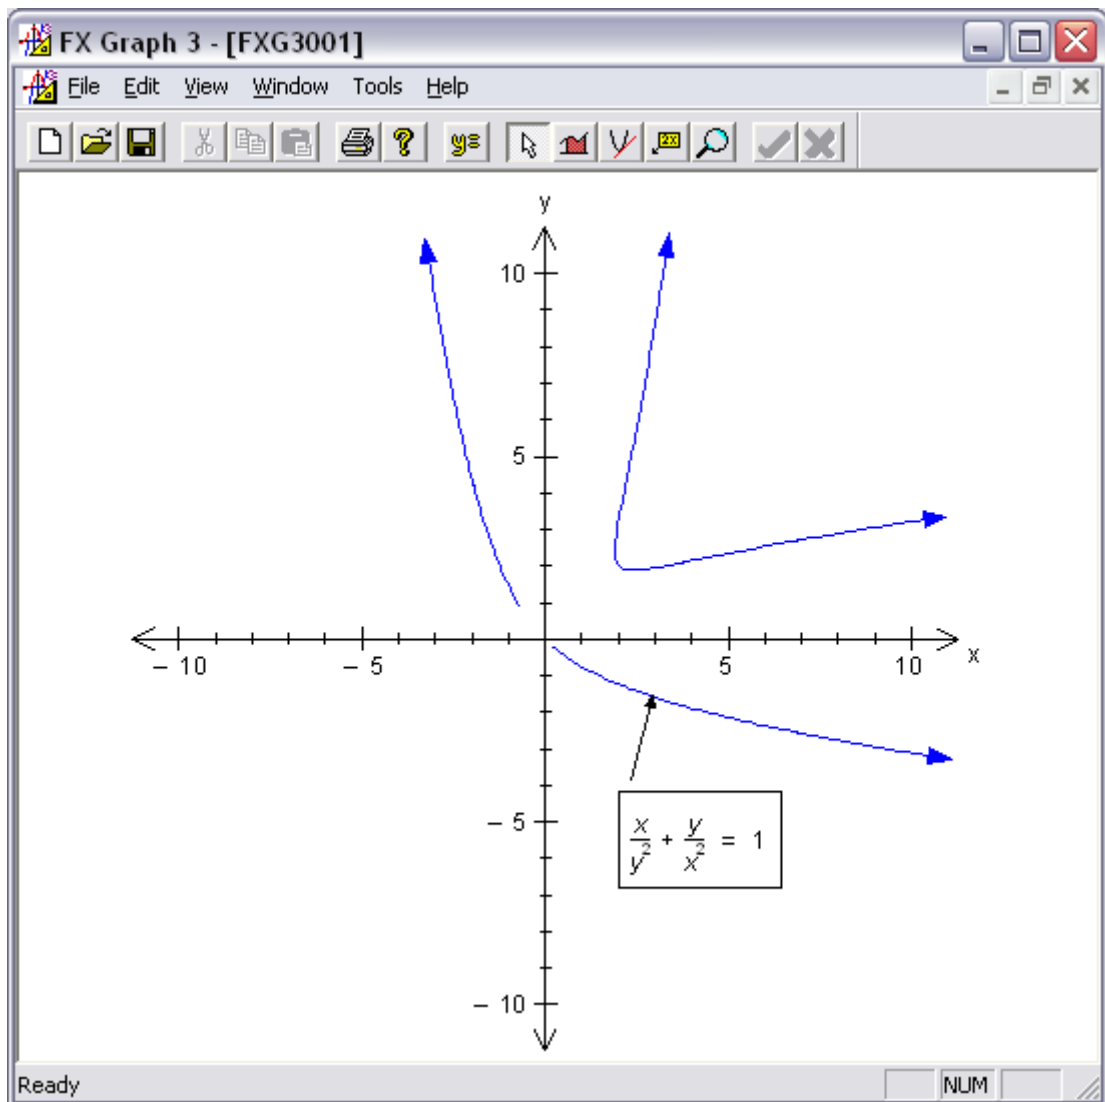 FX Graph 3 - [FXG3001]
File Edit View Window Tools Help
y= 2x
y
10
5
– 10 – 5 5 10 x
– 5
x/y² + y/x² = 1
– 10
Ready NUM